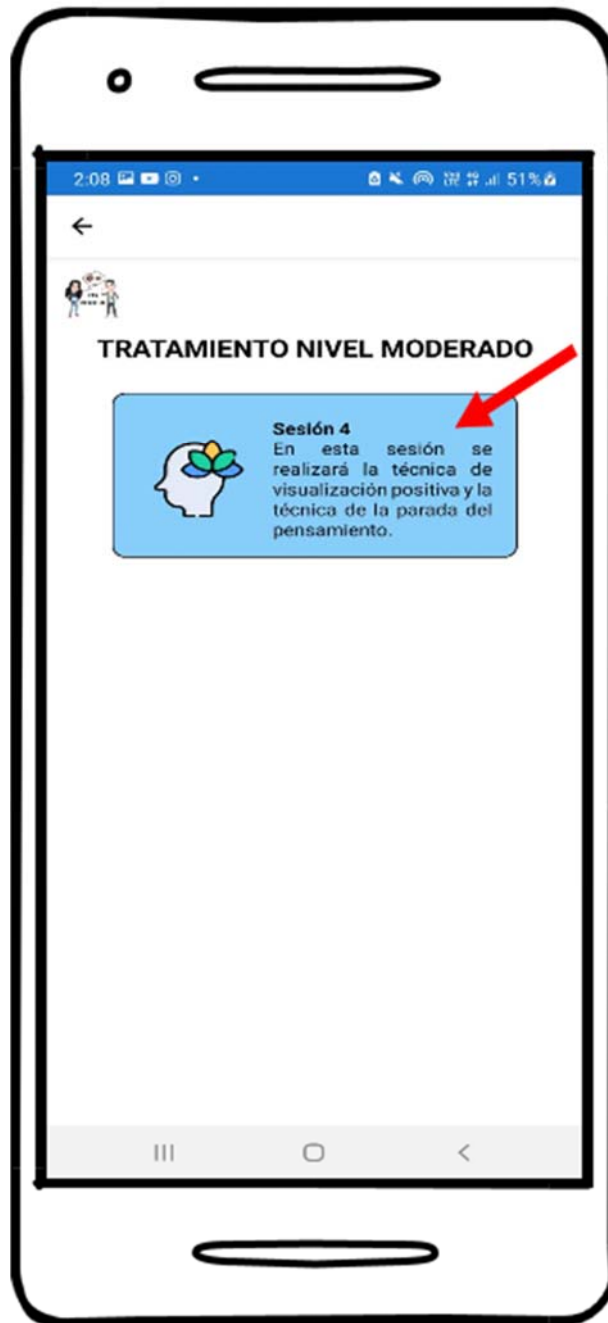 2:08
51%
TRATAMIENTO NIVEL MODERADO
Sesión 4
En esta sesión se
realizará la técnica de
visualización positiva y la
técnica de la parada del
pensamiento.